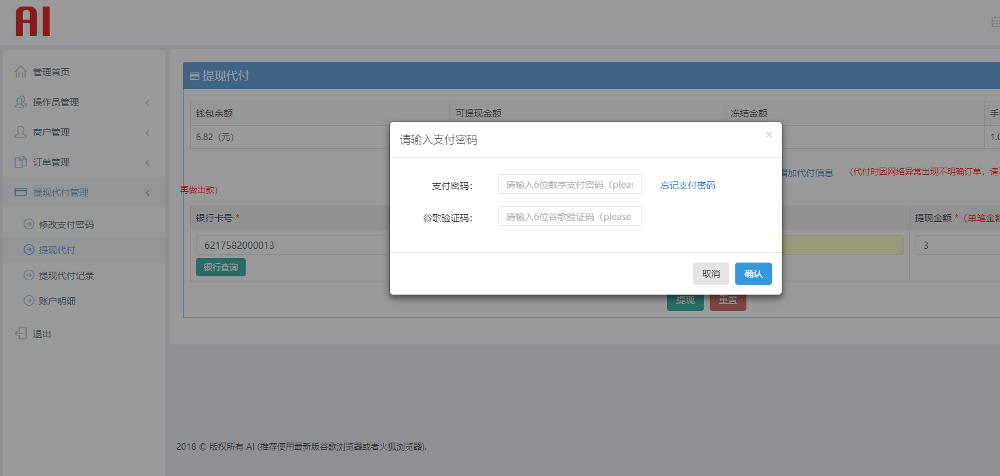 AI
管理首页
操作员管理
商户管理
订单管理
提现代付管理
修改支付密码
提现代付
提现代付记录
账户明细
退出
提现代付
钱包余额 可提现金额 冻结金额 手
6.82（元） 1.0
增加代付信息 （代付时因网络异常出现不明确订单，请
再做出款）
银行卡号 * 提现金额 *（单笔金额
6217582000013 3
银行查询
提现 重置
请输入支付密码 ×
支付密码： 请输入6位数字支付密码（pleas 忘记支付密码
谷歌验证码： 请输入6位谷歌验证码（please
取消 确认
2018 © 版权所有 AI (推荐使用最新版谷歌浏览器或者火狐浏览器).